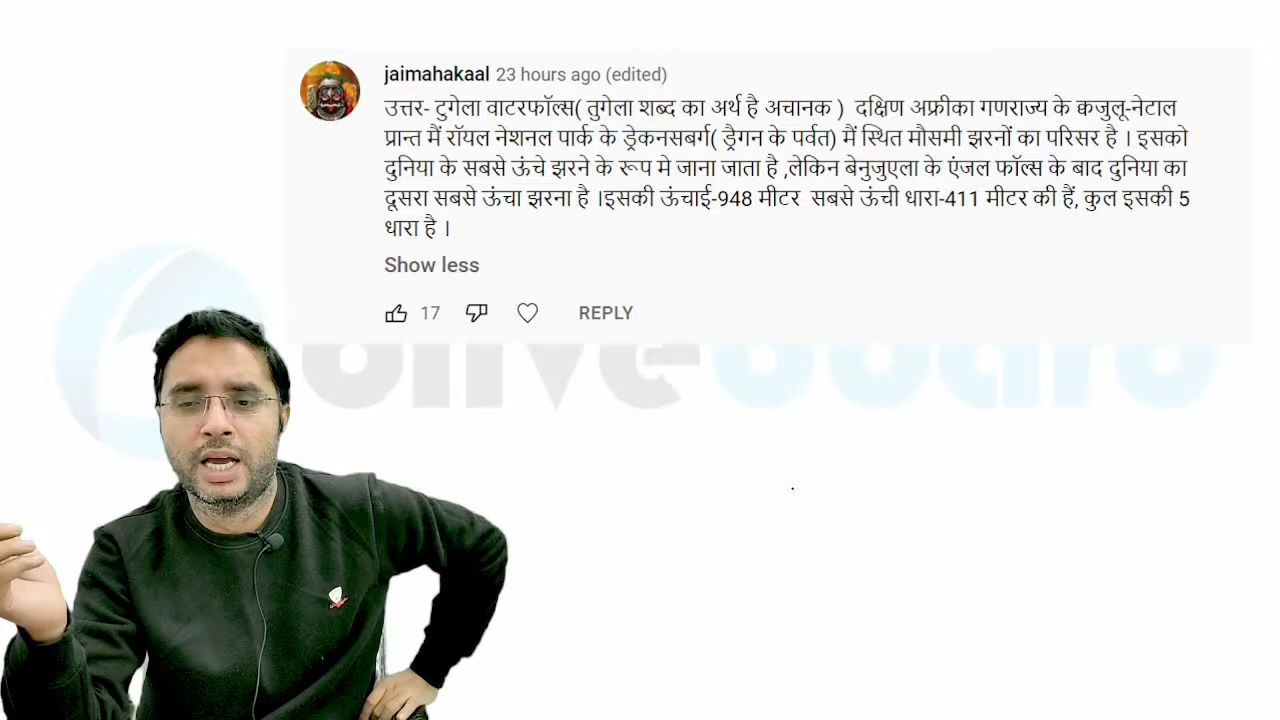 jaimahakaal 23 hours ago (edited)
उत्तर- टुगेला वाटरफॉल्स( तुगेला शब्द का अर्थ है अचानक ) दक्षिण अफ्रीका गणराज्य के क्वाजुलू-नेटाल
प्रान्त मैं रॉयल नेशनल पार्क के ड्रेकनसबर्ग( ड्रैगन के पर्वत) मैं स्थित मौसमी झरनों का परिसर है । इसको
दुनिया के सबसे ऊंचे झरने के रूप मे जाना जाता है ,लेकिन बेनुजुएला के एंजल फॉल्स के बाद दुनिया का
दूसरा सबसे ऊंचा झरना है ।इसकी ऊंचाई-948 मीटर सबसे ऊंची धारा-411 मीटर की हैं, कुल इसकी 5
धारा है ।
Show less
17 REPLY
oliveboard